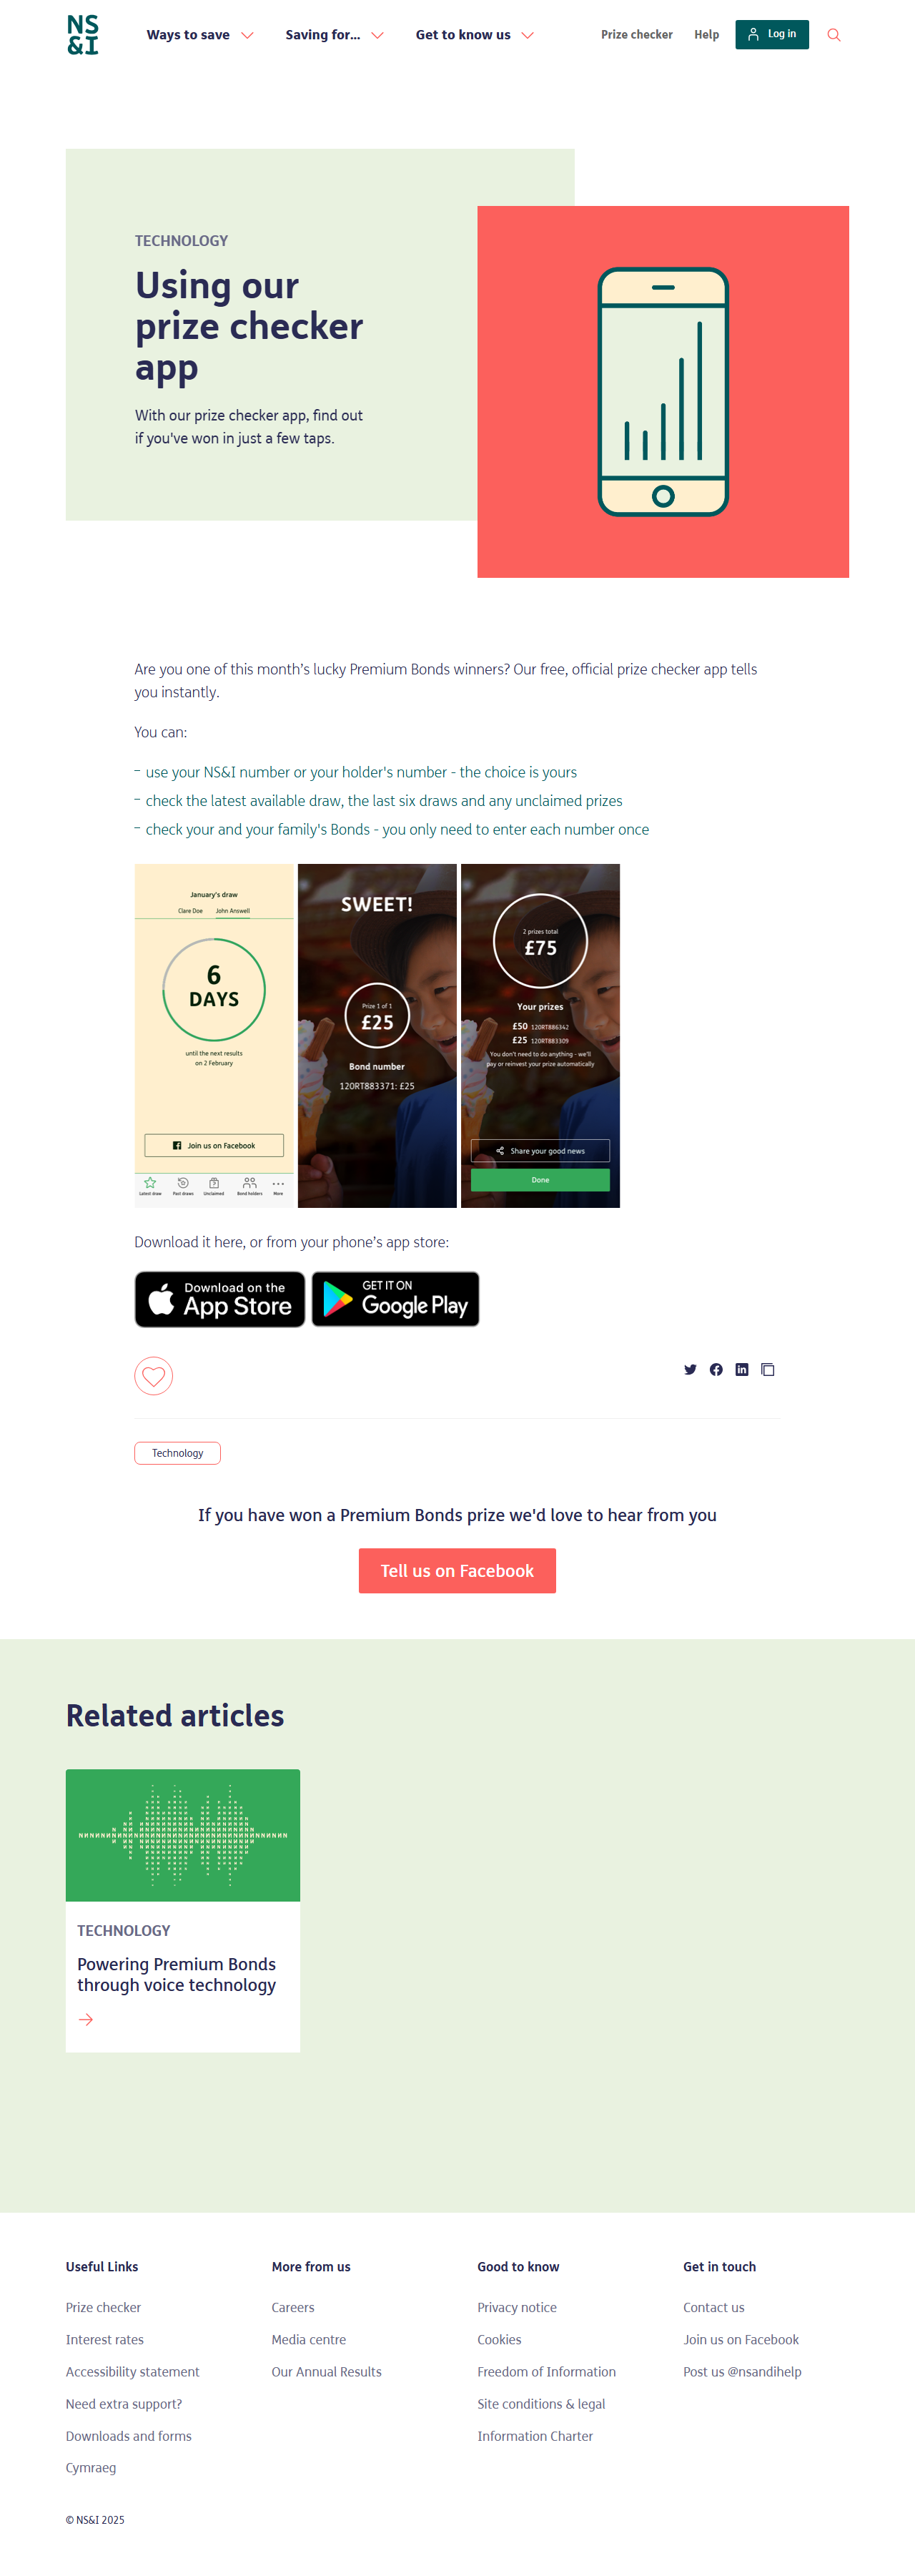 NS
&I
Ways to save
Saving for...
Get to know us
Prize checker
Help
Log in
TECHNOLOGY
Using our
prize checker
app
With our prize checker app, find out
if you've won in just a few taps.
Are you one of this month’s lucky Premium Bonds winners? Our free, official prize checker app tells
you instantly.
You can:
– use your NS&I number or your holder's number - the choice is yours
– check the latest available draw, the last six draws and any unclaimed prizes
– check your and your family's Bonds - you only need to enter each number once
January's draw
Clare Doe John Answell
6
DAYS
until the next results
on 2 February
Join us on Facebook
Latest draw Past draws Unclaimed Bond holders More
SWEET!
Prize 1 of 1
£25
Bond number
120RT883371: £25
2 prizes total
£75
Your prizes
£50 120RT886342
£25 120RT883309
You don't need to do anything - we'll
pay or reinvest your prize automatically
Share your good news
Done
Download it here, or from your phone’s app store:
Download on the
App Store
GET IT ON
Google Play
Technology
If you have won a Premium Bonds prize we'd love to hear from you
Tell us on Facebook
Related articles
TECHNOLOGY
Powering Premium Bonds
through voice technology
Useful Links
Prize checker
Interest rates
Accessibility statement
Need extra support?
Downloads and forms
Cymraeg
More from us
Careers
Media centre
Our Annual Results
Good to know
Privacy notice
Cookies
Freedom of Information
Site conditions & legal
Information Charter
Get in touch
Contact us
Join us on Facebook
Post us @nsandihelp
© NS&I 2025